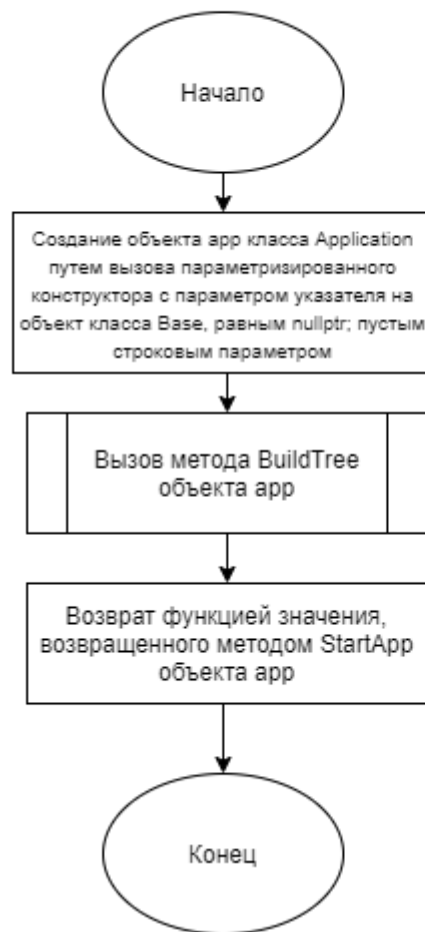 Начало
Создание объекта app класса Application
путем вызова параметризированного
конструктора с параметром указателя на
объект класса Base, равным nullptr; пустым
строковым параметром
Вызов метода BuildTree
объекта app
Возврат функцией значения,
возвращенного методом StartApp
объекта app
Конец